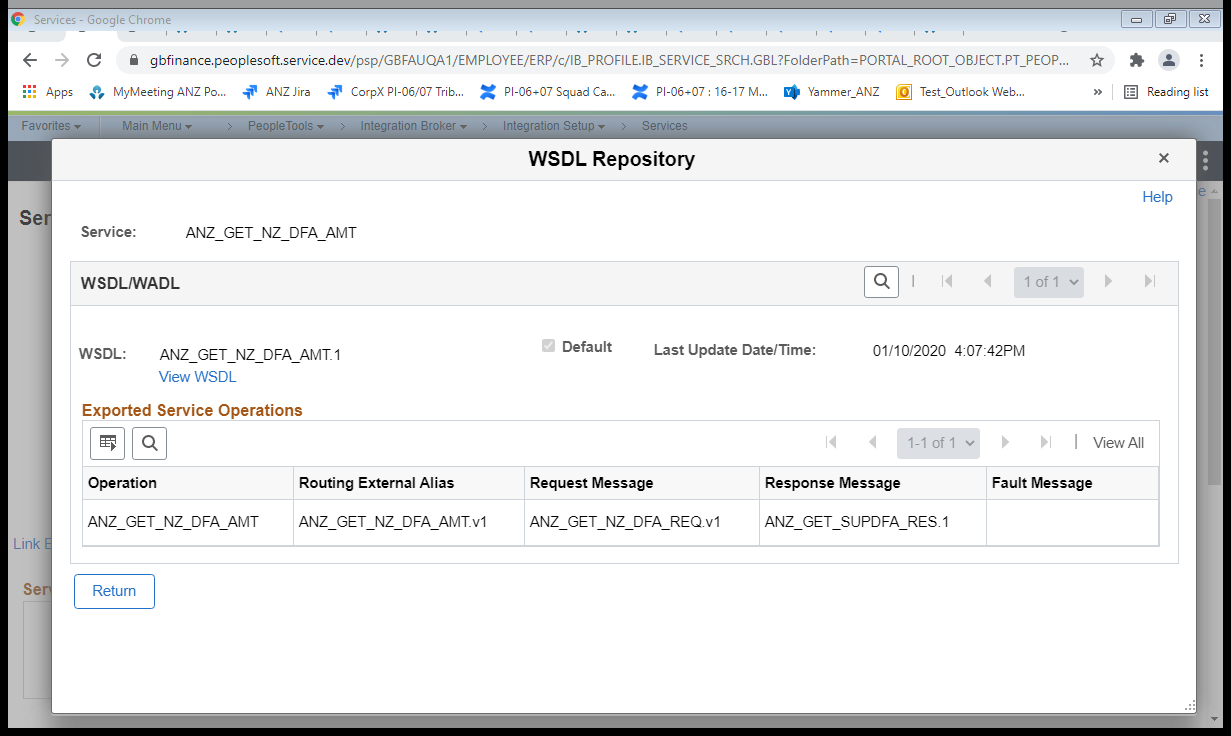 Services - Google Chrome
gbfinance.peoplesoft.service.dev/psp/GBFAUQA1/EMPLOYEE/ERP/c/IB_PROFILE.IB_SERVICE_SRCH.GBL?FolderPath=PORTAL_ROOT_OBJECT.PT_PEOP...
Apps MyMeeting ANZ Po... ANZ Jira CorpX PI-06/07 Trib... PI-06+07 Squad Ca... PI-06+07 : 16-17 M... Yammer_ANZ Test_Outlook Web... » Reading list
Favorites Main Menu > PeopleTools > Integration Broker > Integration Setup > Services
WSDL Repository ×
Help
Ser
Service: ANZ_GET_NZ_DFA_AMT
WSDL/WADL | 1 of 1
WSDL: ANZ_GET_NZ_DFA_AMT.1 Default Last Update Date/Time: 01/10/2020 4:07:42PM
View WSDL
Exported Service Operations
1-1 of 1 | View All
Operation Routing External Alias Request Message Response Message Fault Message
ANZ_GET_NZ_DFA_AMT ANZ_GET_NZ_DFA_AMT.v1 ANZ_GET_NZ_DFA_REQ.v1 ANZ_GET_SUPDFA_RES.1
Link E
Serv
Return